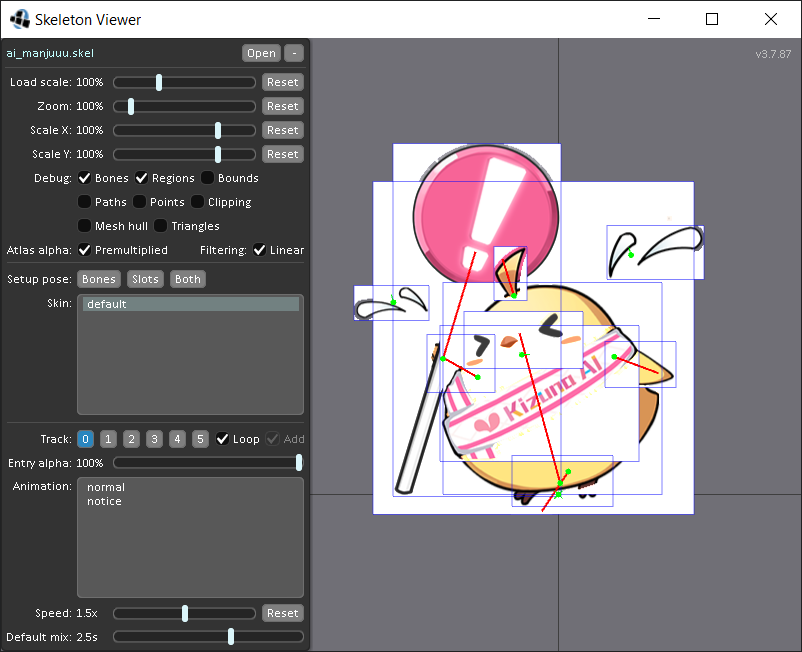 Skeleton Viewer
ai_manjuuu.skel Open -
v3.7.87
Load scale: 100% Reset
Zoom: 100% Reset
Scale X: 100% Reset
Scale Y: 100% Reset
Debug: Bones Regions Bounds
Paths Points Clipping
Mesh hull Triangles
Atlas alpha: Premultiplied Filtering: Linear
Setup pose: Bones Slots Both
Skin: default
Kizuno Ai
Track: 0 1 2 3 4 5 Loop Add
Entry alpha: 100%
Animation: normal
notice
Speed: 1.5x Reset
Default mix: 2.5s